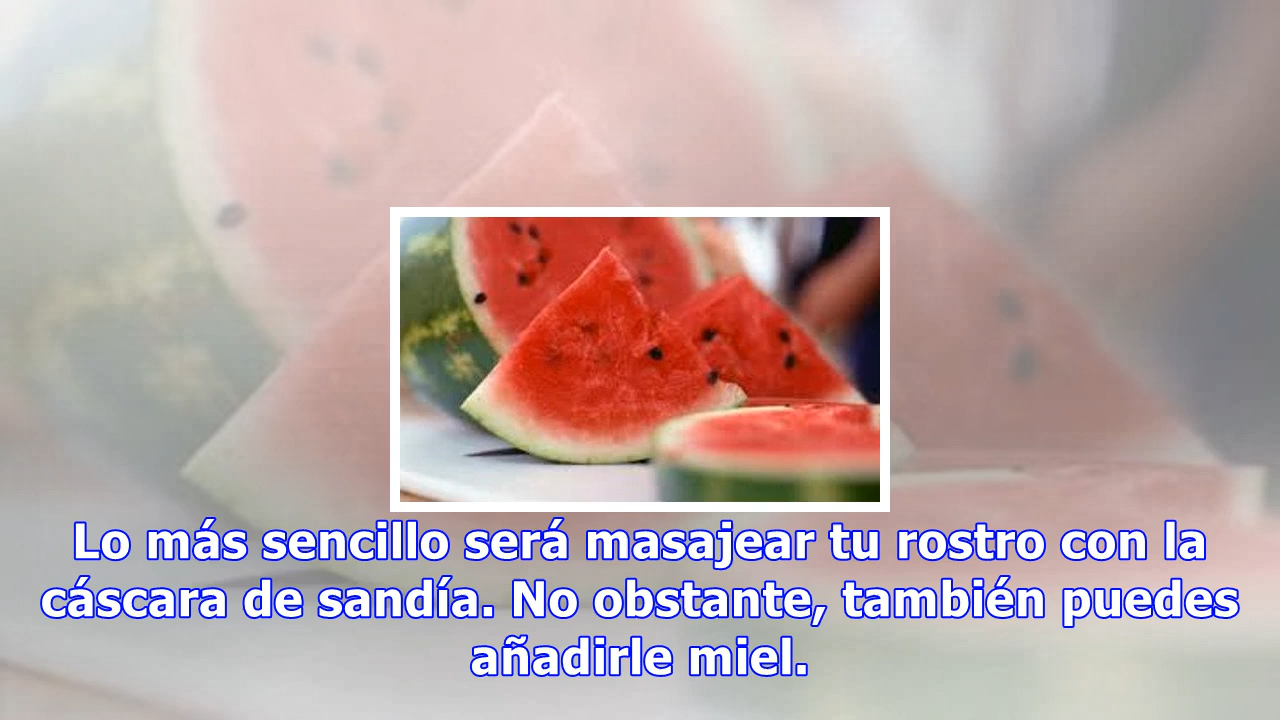 Lo más sencillo será masajear tu rostro con la
cáscara de sandía. No obstante, también puedes
añadirle miel.